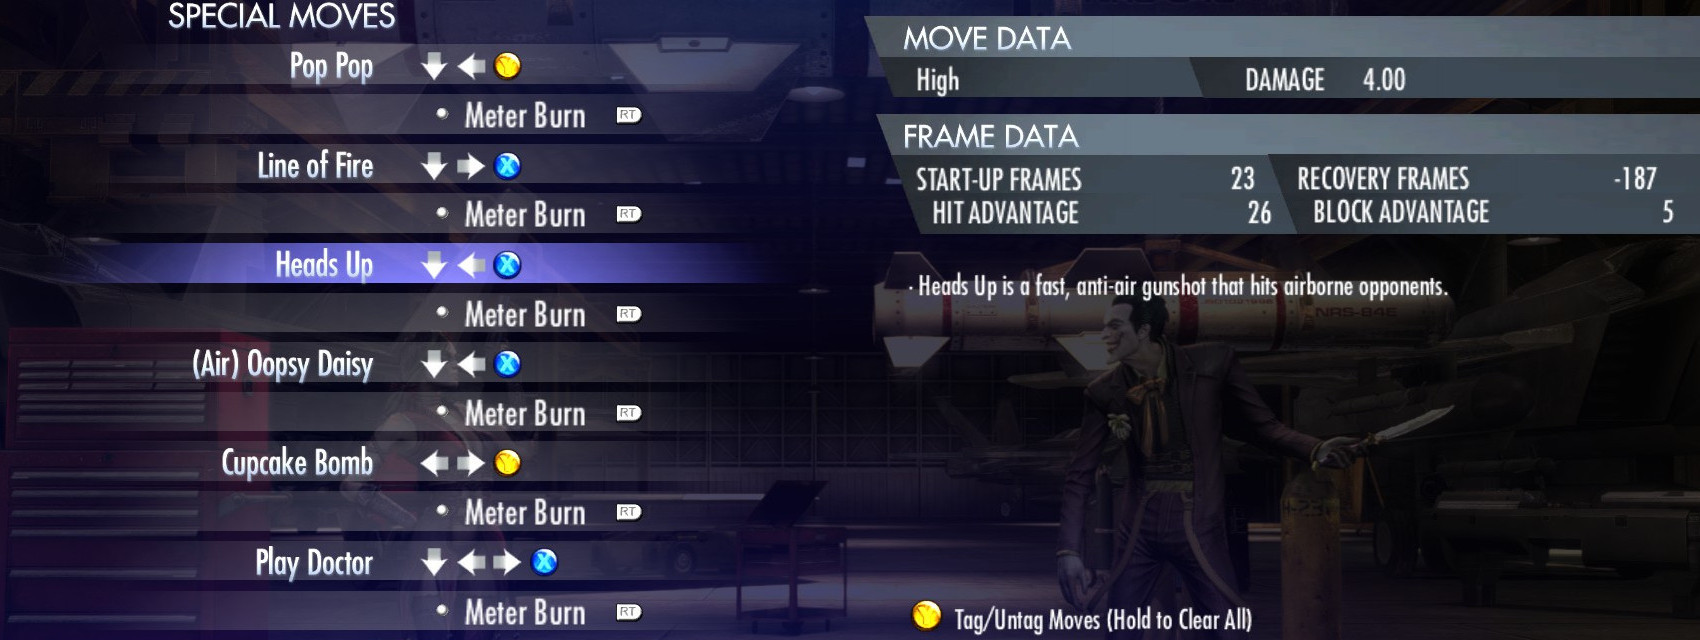 SPECIAL MOVES
Pop Pop Y
Meter Burn RT
Line of Fire X
Meter Burn RT
Heads Up X
Meter Burn RT
(Air) Oopsy Daisy X
Meter Burn RT
Cupcake Bomb Y
Meter Burn RT
Play Doctor X
Meter Burn RT
MOVE DATA
High DAMAGE 4.00
FRAME DATA
START-UP FRAMES 23 RECOVERY FRAMES -187
HIT ADVANTAGE 26 BLOCK ADVANTAGE 5
· Heads Up is a fast, anti-air gunshot that hits airborne opponents.
NRS-84E
Y Tag/Untag Moves (Hold to Clear All)